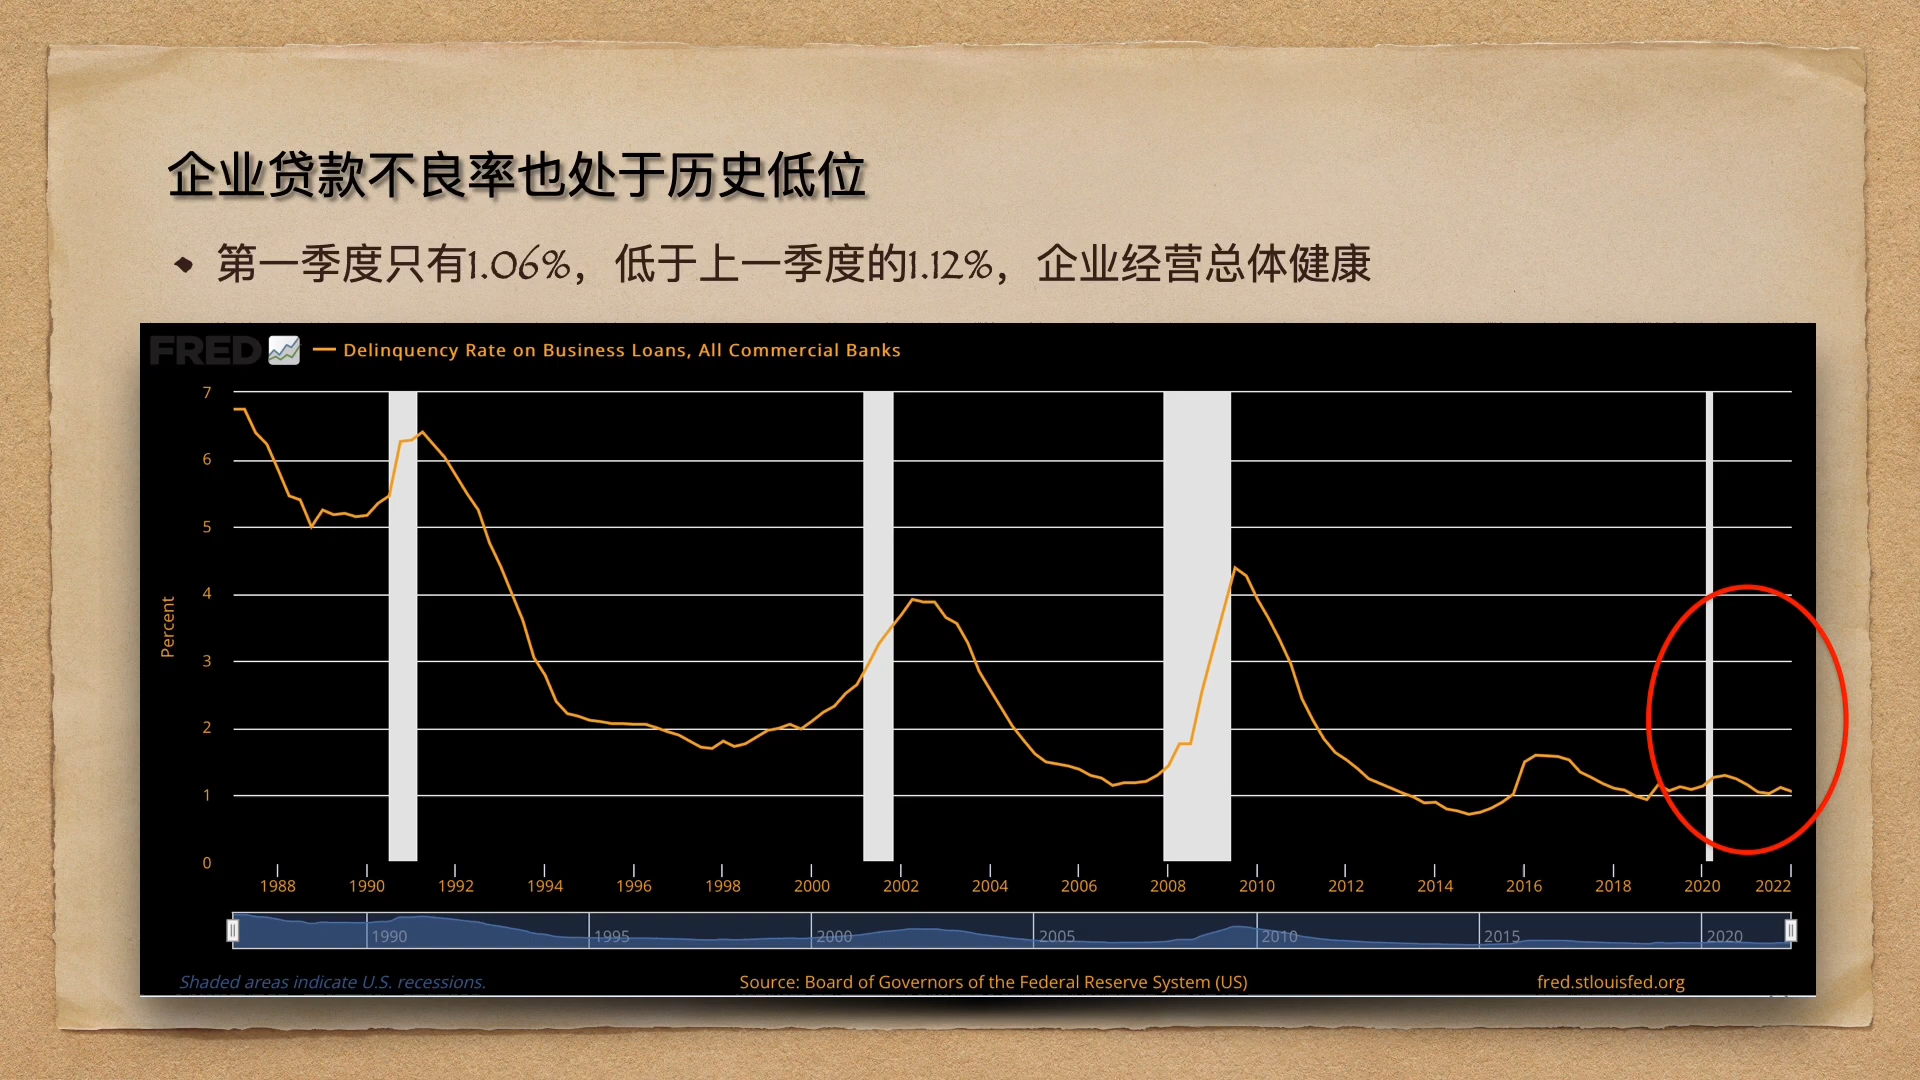 企业贷款不良率也处于历史低位
• 第一季度只有1.06%，低于上一季度的1.12%，企业经营总体健康
FRED — Delinquency Rate on Business Loans, All Commercial Banks
7
6
5
4
3
2
1
0
Percent
1988 1990 1992 1994 1996 1998 2000 2002 2004 2006 2008 2010 2012 2014 2016 2018 2020 2022
1990 1995 2000 2005 2010 2015 2020
Shaded areas indicate U.S. recessions. Source: Board of Governors of the Federal Reserve System (US) fred.stlouisfed.org